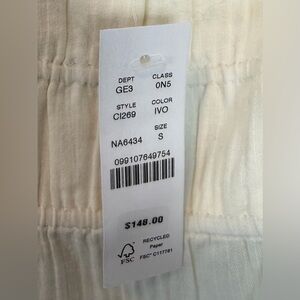 DEPT CLASS
GE3 0N5
STYLE COLOR
CI269 IVO
SIZE
NA6434 S
099107649754
$148.00
RECYCLED
Paper
FSC FSC® C117781